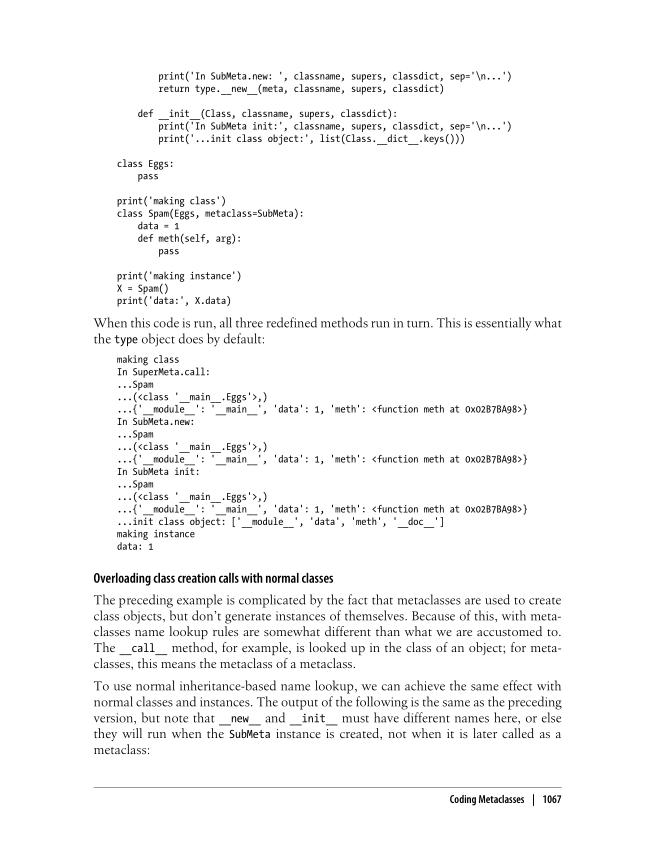 print('In SubMeta.new: ', classname, supers, classdict, sep='\n...')
        return type.__new__(meta, classname, supers, classdict)
    def __init__(Class, classname, supers, classdict):
        print('In SubMeta init:', classname, supers, classdict, sep='\n...')
        print('...init class object:', list(Class.__dict__.keys()))
class Eggs:
    pass
print('making class')
class Spam(Eggs, metaclass=SubMeta):
    data = 1
    def meth(self, arg):
        pass
print('making instance')
X = Spam()
print('data:', X.data)
When this code is run, all three redefined methods run in turn. This is essentially what
the type object does by default:
making class
In SuperMeta.call:
...Spam
...(<class '__main__.Eggs'>,)
...{'__module__': '__main__', 'data': 1, 'meth': <function meth at 0x02B7BA98>}
In SubMeta.new:
...Spam
...(<class '__main__.Eggs'>,)
...{'__module__': '__main__', 'data': 1, 'meth': <function meth at 0x02B7BA98>}
In SubMeta init:
...Spam
...(<class '__main__.Eggs'>,)
...{'__module__': '__main__', 'data': 1, 'meth': <function meth at 0x02B7BA98>}
...init class object: ['__module__', 'data', 'meth', '__doc__']
making instance
data: 1
Overloading class creation calls with normal classes
The preceding example is complicated by the fact that metaclasses are used to create
class objects, but don't generate instances of themselves. Because of this, with meta-
classes name lookup rules are somewhat different than what we are accustomed to.
The __call__ method, for example, is looked up in the class of an object; for meta-
classes, this means the metaclass of a metaclass.
To use normal inheritance-based name lookup, we can achieve the same effect with
normal classes and instances. The output of the following is the same as the preceding
version, but note that __new__ and __init__ must have different names here, or else
they will run when the SubMeta instance is created, not when it is later called as a
metaclass:
Coding Metaclasses | 1067